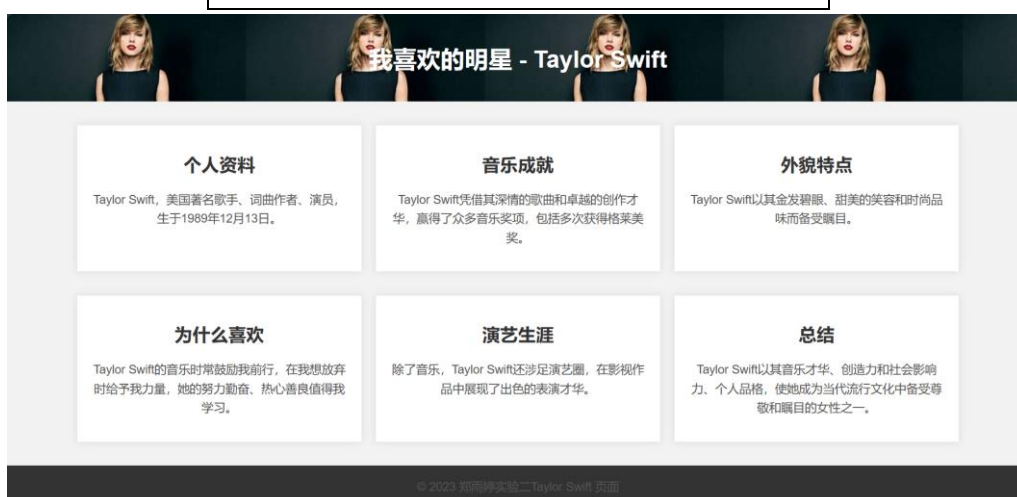 我喜欢的明星 - Taylor Swift
个人资料
Taylor Swift，美国著名歌手、词曲作者、演员，
生于1989年12月13日。
音乐成就
Taylor Swift凭借其深情的歌曲和卓越的创作才
华，赢得了众多音乐奖项，包括多次获得格莱美
奖。
外貌特点
Taylor Swift以其金发碧眼、甜美的笑容和时尚品
味而备受瞩目。
为什么喜欢
Taylor Swift的音乐时常鼓励我前行，在我想放弃
时给予我力量，她的努力勤奋、热心善良值得我
学习。
演艺生涯
除了音乐，Taylor Swift还涉足演艺圈，在影视作
品中展现了出色的表演才华。
总结
Taylor Swift以其音乐才华、创造力和社会影响
力、个人品格，使她成为当代流行文化中备受尊
敬和瞩目的女性之一。
© 2023 郑雨婷实验二Taylor Swift 页面